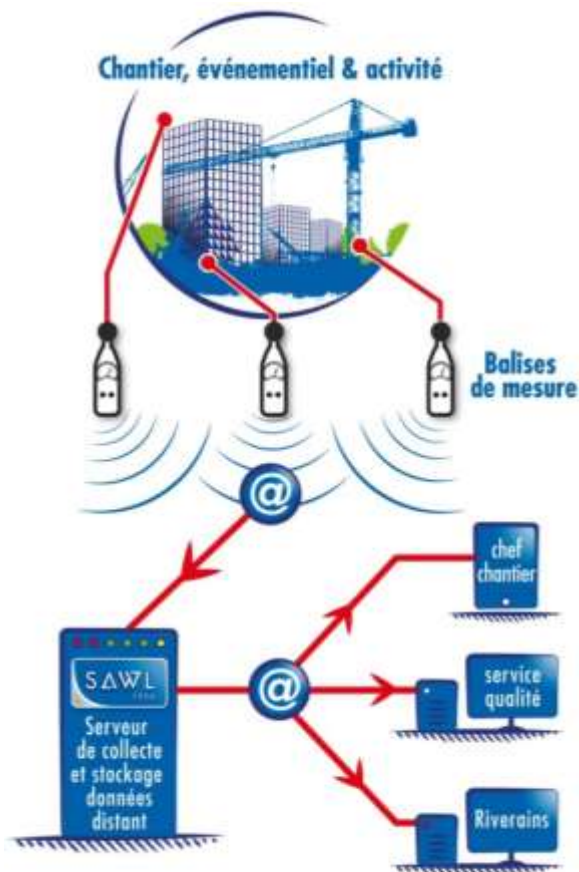 Chantier, événementiel & activité
Balises
de mesure
@
chef
chantier
@
SAWL
service
qualité
Serveur
de collecte
et stockage
données
distant
Riverains